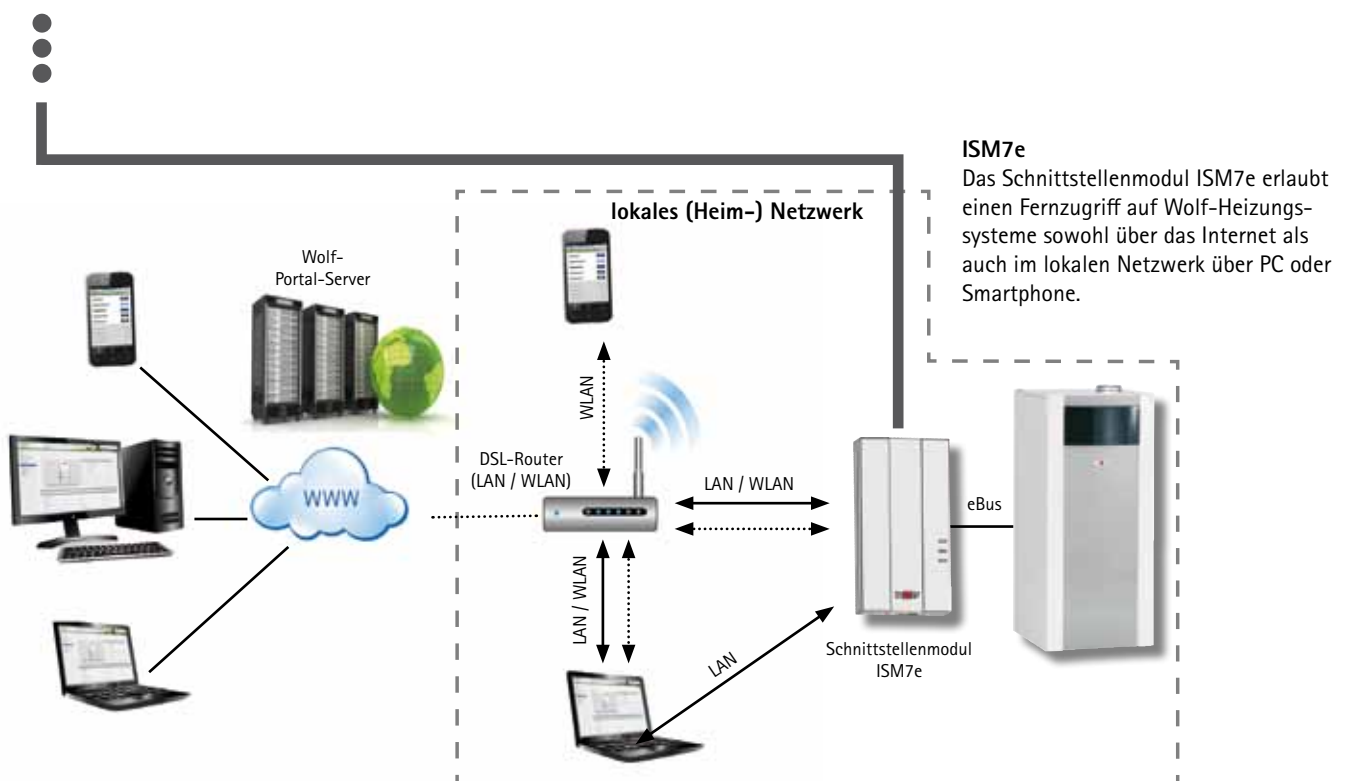 ISM7e
Das Schnittstellenmodul ISM7e erlaubt
einen Fernzugriff auf Wolf-Heizungs-
systeme sowohl über das Internet als
auch im lokalen Netzwerk über PC oder
Smartphone.
lokales (Heim-) Netzwerk
Wolf-
Portal-Server
WLAN
DSL-Router
(LAN / WLAN)
LAN / WLAN
WWW
eBus
LAN / WLAN
LAN
Schnittstellenmodul
ISM7e